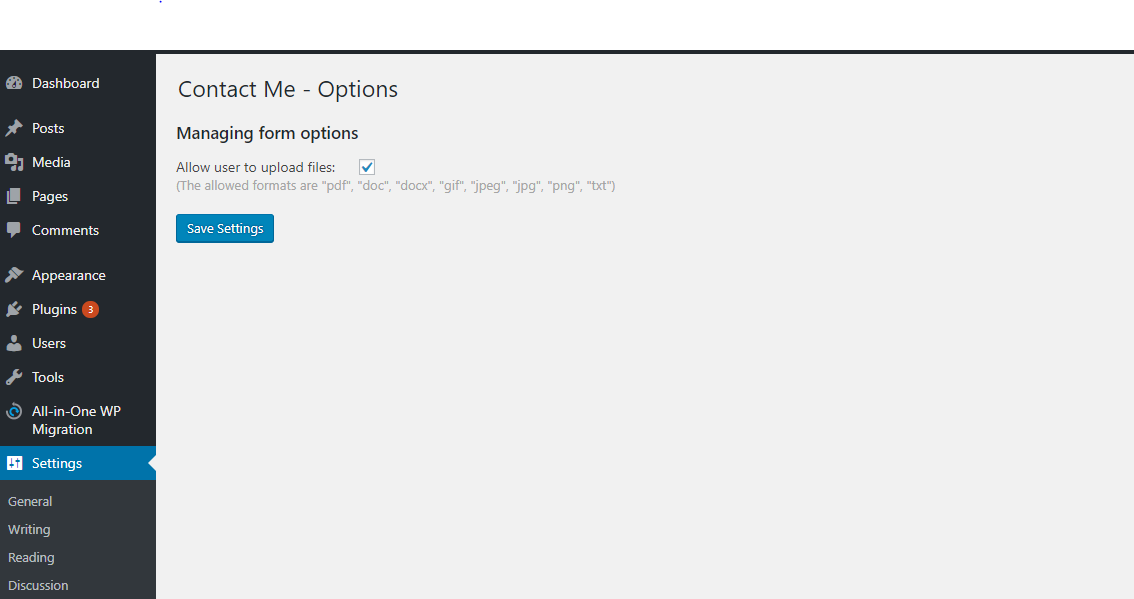 Dashboard
Posts
Media
Pages
Comments
Appearance
Plugins 3
Users
Tools
All-in-One WP
Migration
Settings
General
Writing
Reading
Discussion
Contact Me - Options
Managing form options
Allow user to upload files:
(The allowed formats are "pdf", "doc", "docx", "gif", "jpeg", "jpg", "png", "txt")
Save Settings